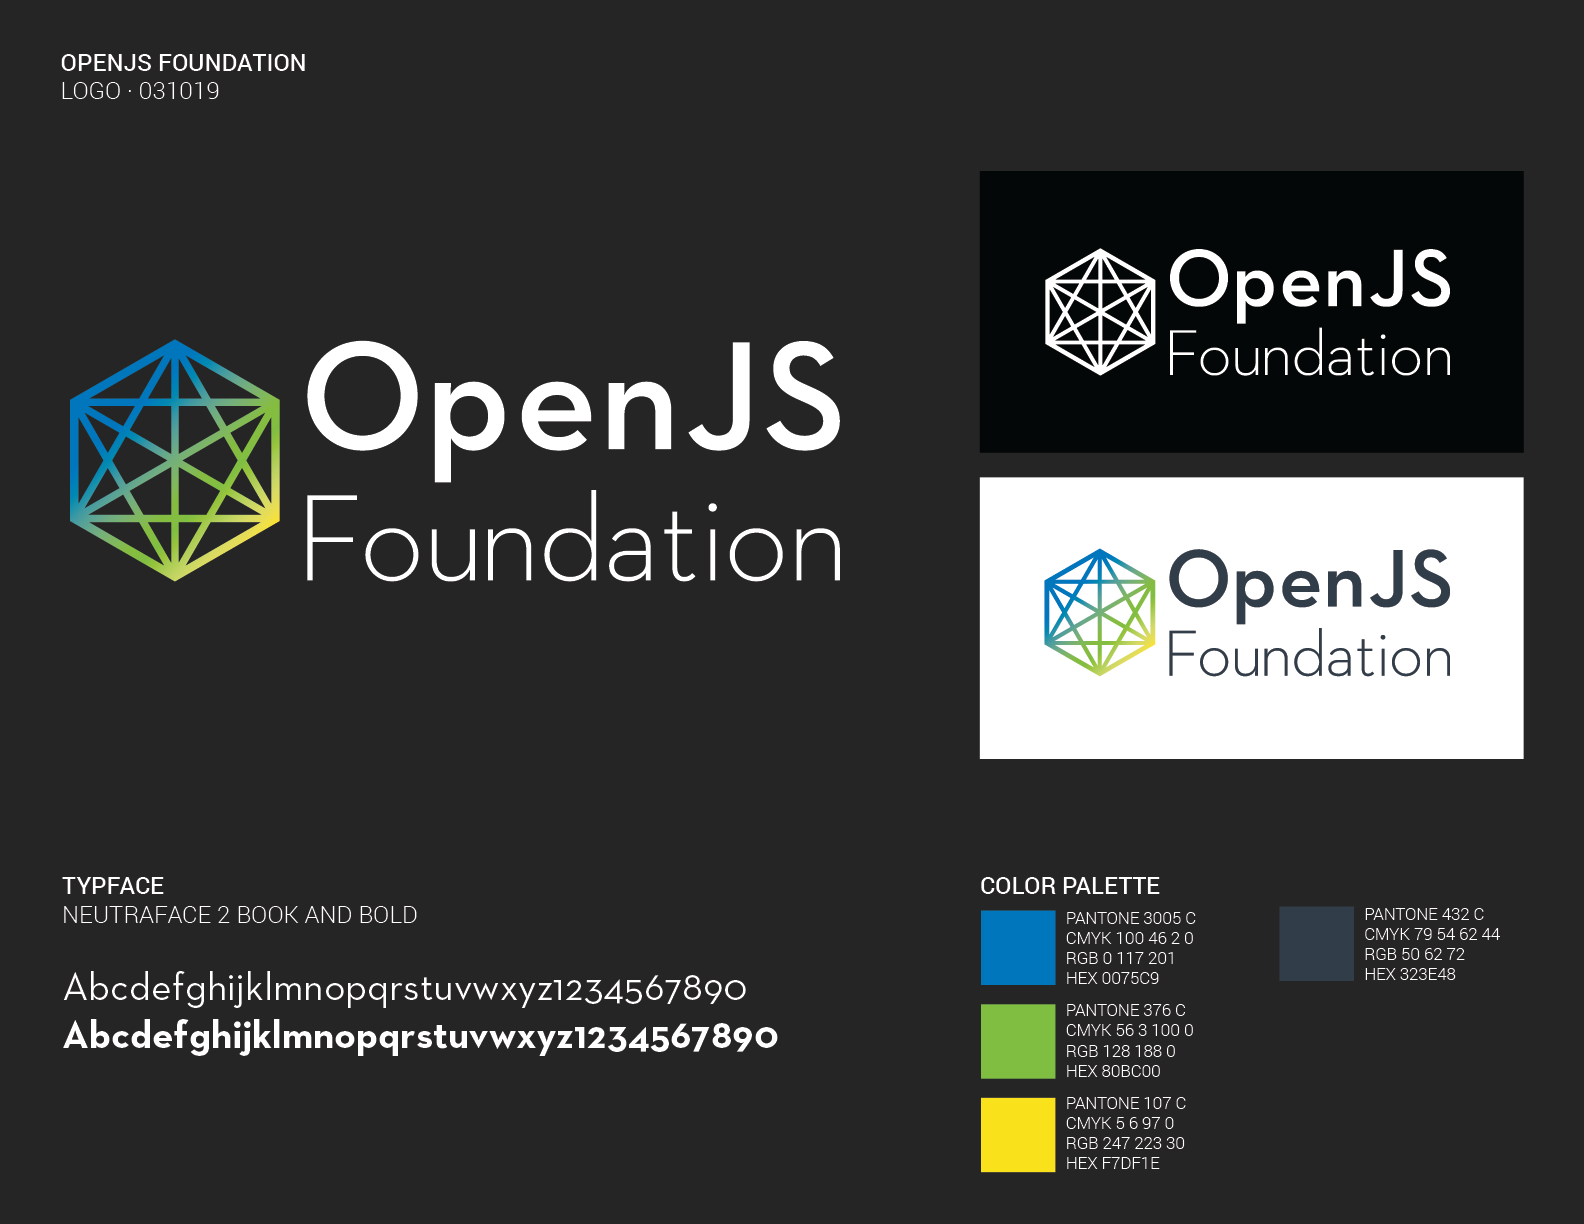 OPENJS FOUNDATION
LOGO · 031019
OpenJS
Foundation
OpenJS
Foundation
OpenJS
Foundation
TYPFACE
NEUTRAFACE 2 BOOK AND BOLD
Abcdefghijklmnopqrstuvwxyz1234567890
Abcdefghijklmnopqrstuvwxyz1234567890
COLOR PALETTE
PANTONE 3005 C
CMYK 100 46 2 0
RGB 0 117 201
HEX 0075C9
PANTONE 376 C
CMYK 56 3 100 0
RGB 128 188 0
HEX 80BC00
PANTONE 107 C
CMYK 5 6 97 0
RGB 247 223 30
HEX F7DF1E
PANTONE 432 C
CMYK 79 54 62 44
RGB 50 62 72
HEX 323E48